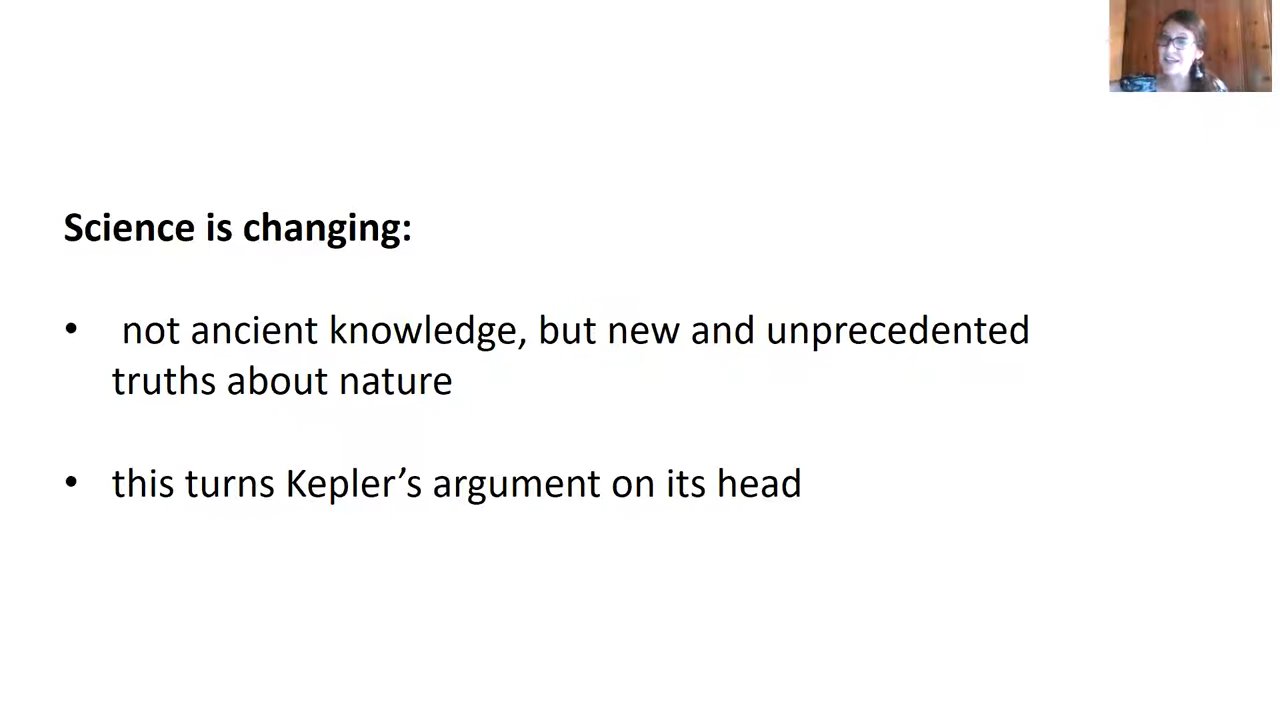 Science is changing:
• not ancient knowledge, but new and unprecedented
truths about nature
• this turns Kepler’s argument on its head